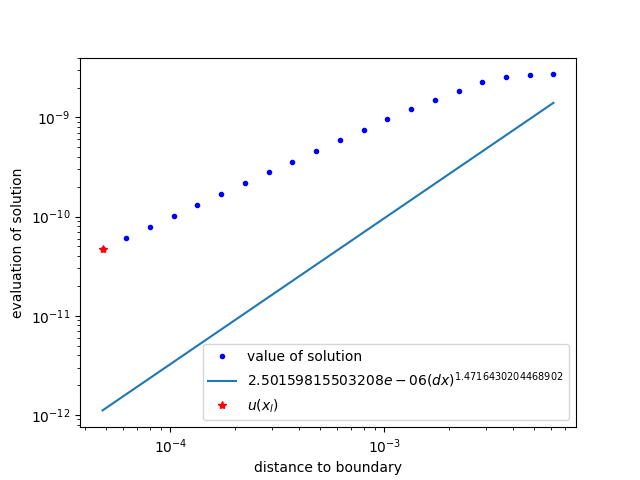 10⁻⁹
10⁻¹⁰
10⁻¹¹
10⁻¹²
evaluation of solution
value of solution
2.50159815503208e − 06(dx)^1.4716430204468902
u(x_l)
10⁻⁴
10⁻³
distance to boundary